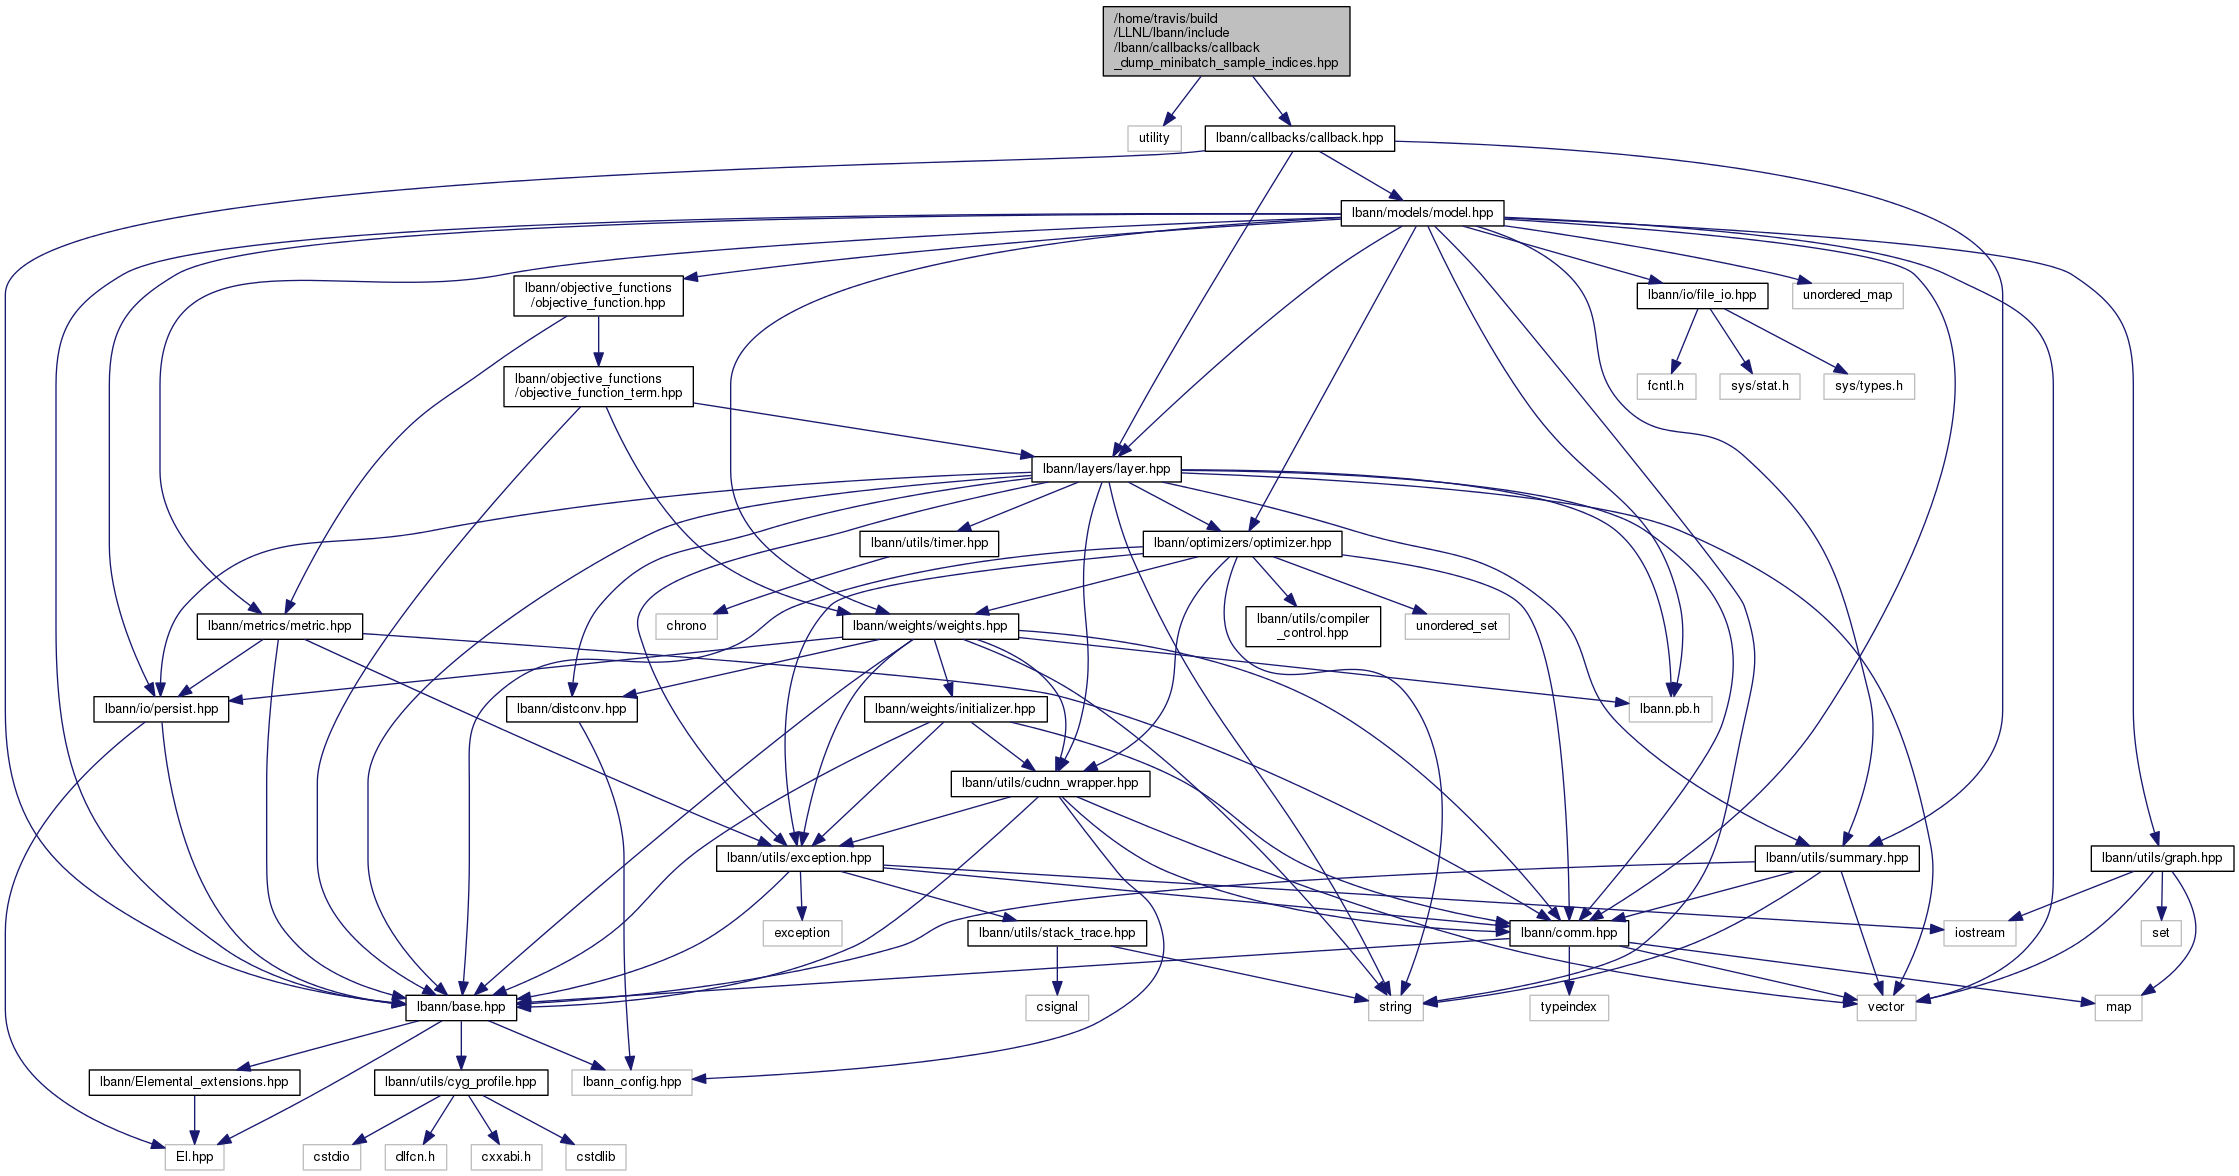 /home/travis/build
/LLNL/lbann/include
/lbann/callbacks/callback
_dump_minibatch_sample_indices.hpp
utility
lbann/callbacks/callback.hpp
lbann/models/model.hpp
lbann/objective_functions
/objective_function.hpp
lbann/io/file_io.hpp
unordered_map
lbann/objective_functions
/objective_function_term.hpp
fcntl.h
sys/stat.h
sys/types.h
lbann/layers/layer.hpp
lbann/utils/timer.hpp
lbann/optimizers/optimizer.hpp
lbann/metrics/metric.hpp
chrono
lbann/weights/weights.hpp
lbann/utils/compiler
_control.hpp
unordered_set
lbann/io/persist.hpp
lbann/distconv.hpp
lbann/weights/initializer.hpp
lbann.pb.h
lbann/utils/cudnn_wrapper.hpp
lbann/utils/exception.hpp
lbann/utils/summary.hpp
lbann/utils/graph.hpp
exception
lbann/utils/stack_trace.hpp
lbann/comm.hpp
iostream
set
lbann/base.hpp
csignal
string
typeindex
vector
map
lbann/Elemental_extensions.hpp
lbann/utils/cyg_profile.hpp
lbann_config.hpp
El.hpp
cstdio
dlfcn.h
cxxabi.h
cstdlib